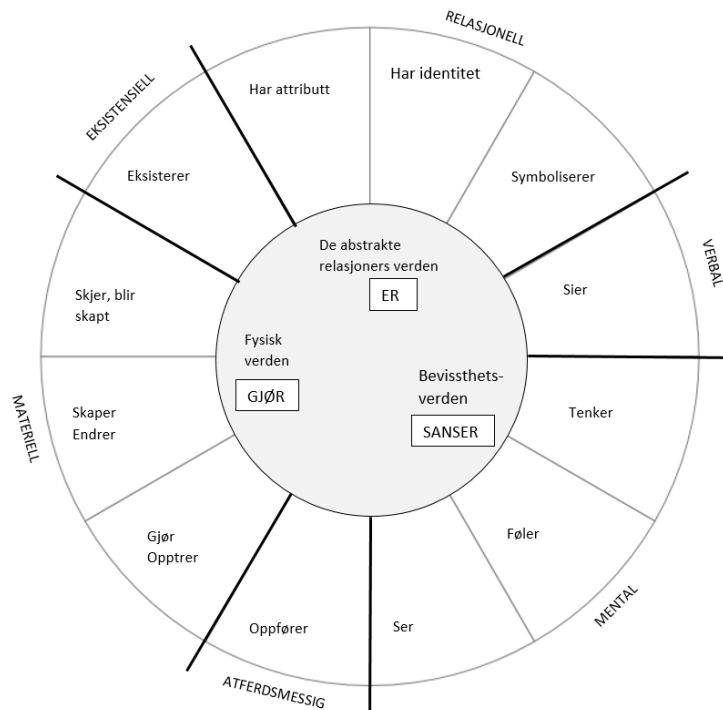 RELASJONELL
Har identitet
Har attributt
Symboliserer
EKSISTENSIELL
Eksisterer
VERBAL
Sier
De abstrakte
relasjoners verden
ER
Fysisk
verden
GJØR
Bevissthets-
verden
SANSER
Skjer, blir
skapt
MATERIELL
Skaper
Endrer
Gjør
Opptrer
Tenker
Føler
MENTAL
Ser
Oppfører
ATFERDSMESSIG